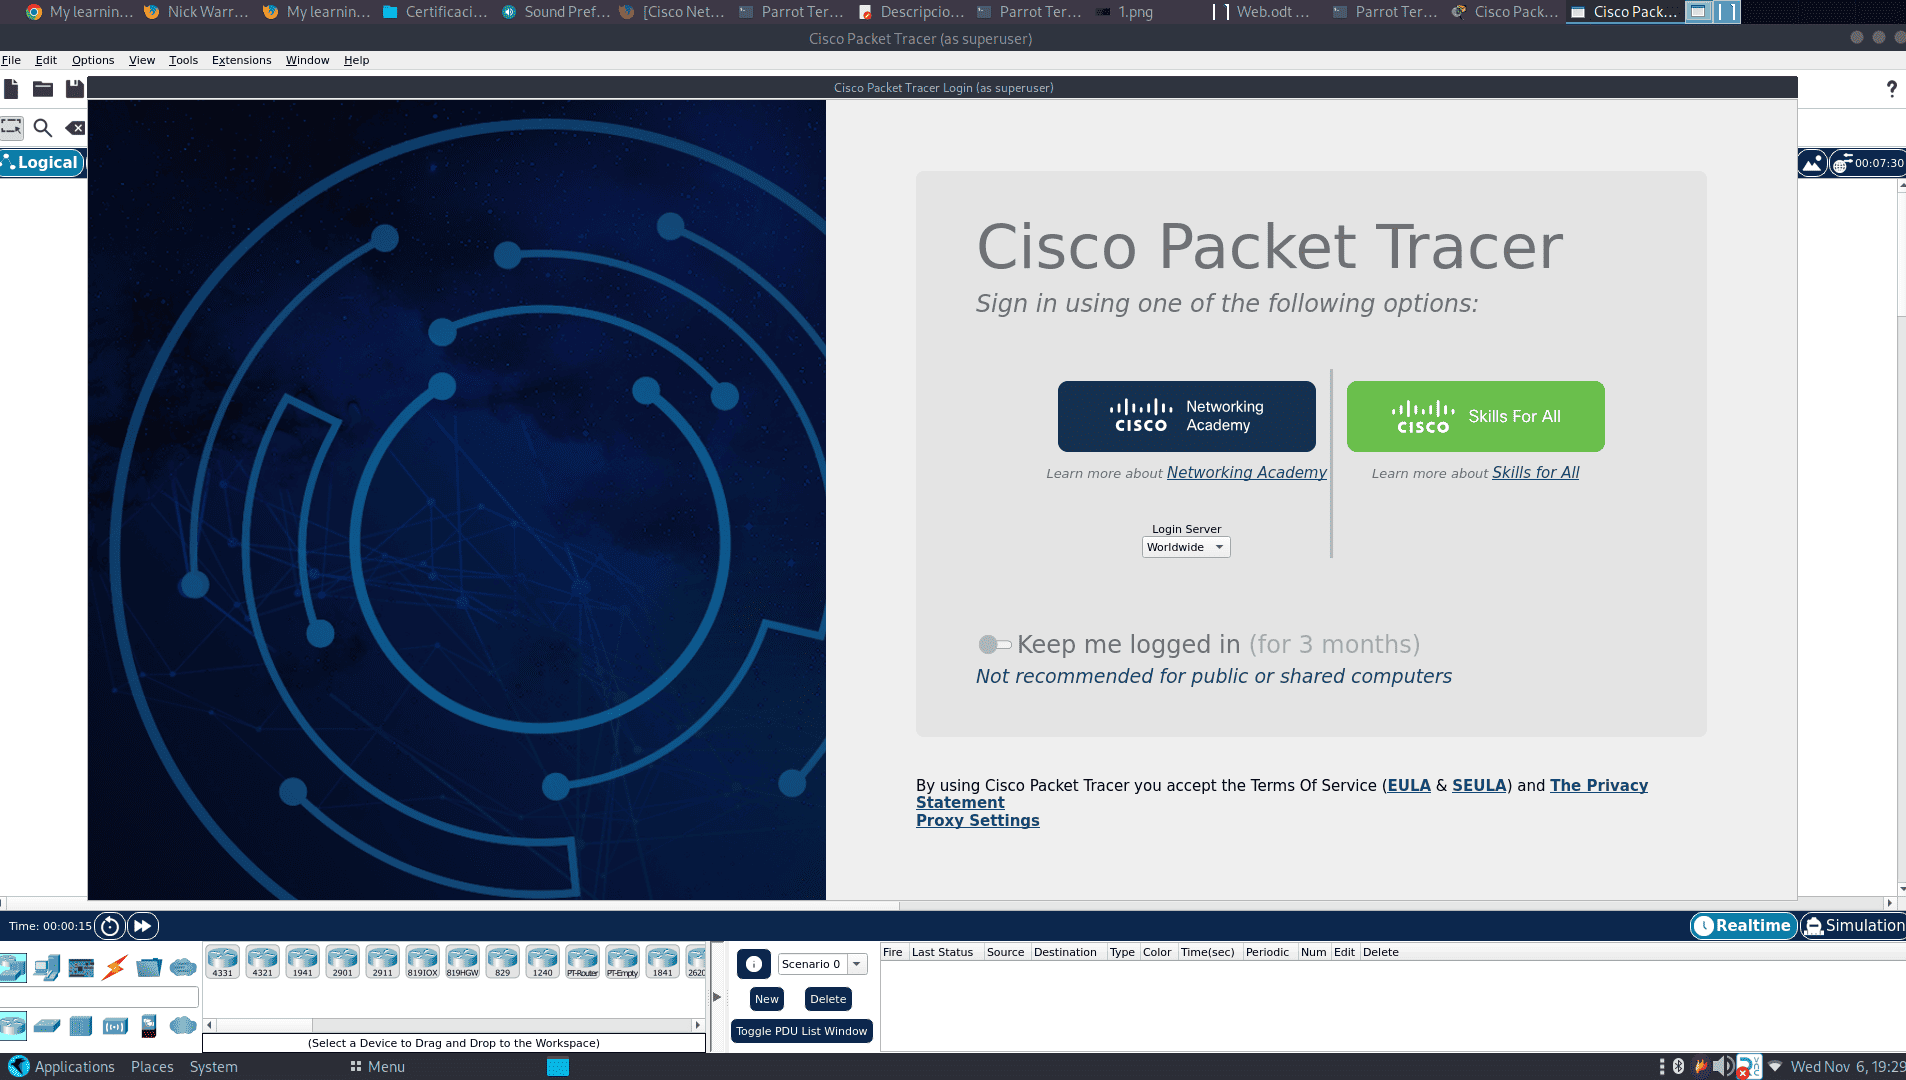 My learnin... Nick Warr... My learnin... Certificaci... Sound Pref... [Cisco Net... Parrot Ter... Descripcio... Parrot Ter... 1.png Web.odt ... Parrot Ter... Cisco Pack... Cisco Pack...
Cisco Packet Tracer (as superuser)
File Edit Options View Tools Extensions Window Help
Cisco Packet Tracer Login (as superuser)
?
Logical
00:07:30
Cisco Packet Tracer
Sign in using one of the following options:
CISCO Networking Academy
CISCO Skills For All
Learn more about Networking Academy
Learn more about Skills for All
Login Server
Worldwide
Keep me logged in (for 3 months)
Not recommended for public or shared computers
By using Cisco Packet Tracer you accept the Terms Of Service (EULA & SEULA) and The Privacy
Statement
Proxy Settings
Time: 00:00:15
Realtime Simulation
4331 4321 1941 2901 2911 819IOX 819HGW 829 1240 PT-Router PT-Empty 1841 2620
Scenario 0
Fire Last Status Source Destination Type Color Time(sec) Periodic Num Edit Delete
New Delete
Toggle PDU List Window
(Select a Device to Drag and Drop to the Workspace)
Applications Places System Menu
Wed Nov 6, 19:29